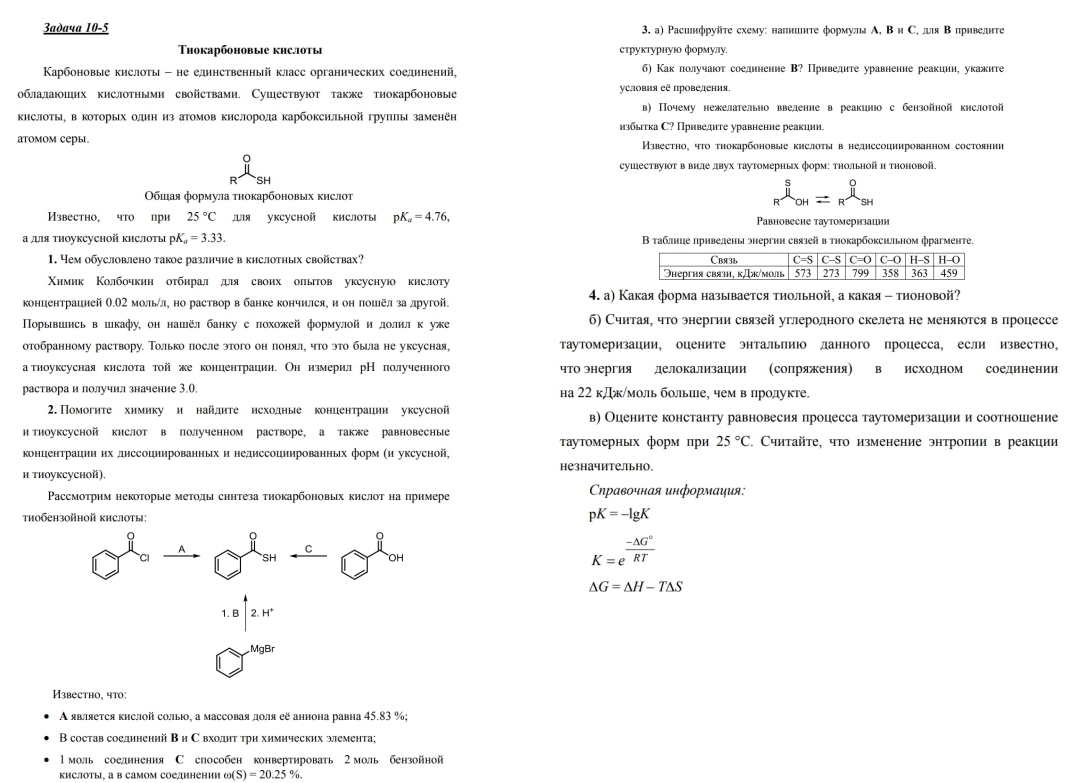 Задача 10-5
Тиокарбоновые кислоты
Карбоновые кислоты – не единственный класс органических соединений,
обладающих кислотными свойствами. Существуют также тиокарбоновые
кислоты, в которых один из атомов кислорода карбоксильной группы заменён
атомом серы.
O
R SH
Общая формула тиокарбоновых кислот
Известно, что при 25 °C для уксусной кислоты pKa = 4.76,
а для тиоуксусной кислоты pKa = 3.33.
1. Чем обусловлено такое различие в кислотных свойствах?
Химик Колбочкин отбирал для своих опытов уксусную кислоту
концентрацией 0.02 моль/л, но раствор в банке кончился, и он пошёл за другой.
Порывшись в шкафу, он нашёл банку с похожей формулой и долил к уже
отобранному раствору. Только после этого он понял, что это была не уксусная,
а тиоуксусная кислота той же концентрации. Он измерил pH полученного
раствора и получил значение 3.0.
2. Помогите химику и найдите исходные концентрации уксусной
и тиоуксусной кислот в полученном растворе, а также равновесные
концентрации их диссоциированных и недиссоциированных форм (и уксусной,
и тиоуксусной).
Рассмотрим некоторые методы синтеза тиокарбоновых кислот на примере
тиобензойной кислоты:
O O O
Cl A SH C OH
1. B 2. H+
MgBr
Известно, что:
• A является кислой солью, а массовая доля её аниона равна 45.83 %;
• В состав соединений B и C входит три химических элемента;
• 1 моль соединения C способен конвертировать 2 моль бензойной
кислоты, а в самом соединении ω(S) = 20.25 %.
3. а) Расшифруйте схему: напишите формулы A, B и C, для B приведите
структурную формулу.
б) Как получают соединение B? Приведите уравнение реакции, укажите
условия её проведения.
в) Почему нежелательно введение в реакцию с бензойной кислотой
избытка C? Приведите уравнение реакции.
Известно, что тиокарбоновые кислоты в недиссоциированном состоянии
существуют в виде двух таутомерных форм: тиольной и тионовой.
S O
R OH ⇌ R SH
Равновесие таутомеризации
В таблице приведены энергии связей в тиокарбоксильном фрагменте.
Связь C=S C–S C=O C–O H–S H–O
Энергия связи, кДж/моль 573 273 799 358 363 459
4. а) Какая форма называется тиольной, а какая – тионовой?
б) Считая, что энергии связей углеродного скелета не меняются в процессе
таутомеризации, оцените энтальпию данного процесса, если известно,
что энергия делокализации (сопряжения) в исходном соединении
на 22 кДж/моль больше, чем в продукте.
в) Оцените константу равновесия процесса таутомеризации и соотношение
таутомерных форм при 25 °C. Считайте, что изменение энтропии в реакции
незначительно.
Справочная информация:
pK = –lgK
K = e^(–ΔG°/RT)
ΔG = ΔH – TΔS